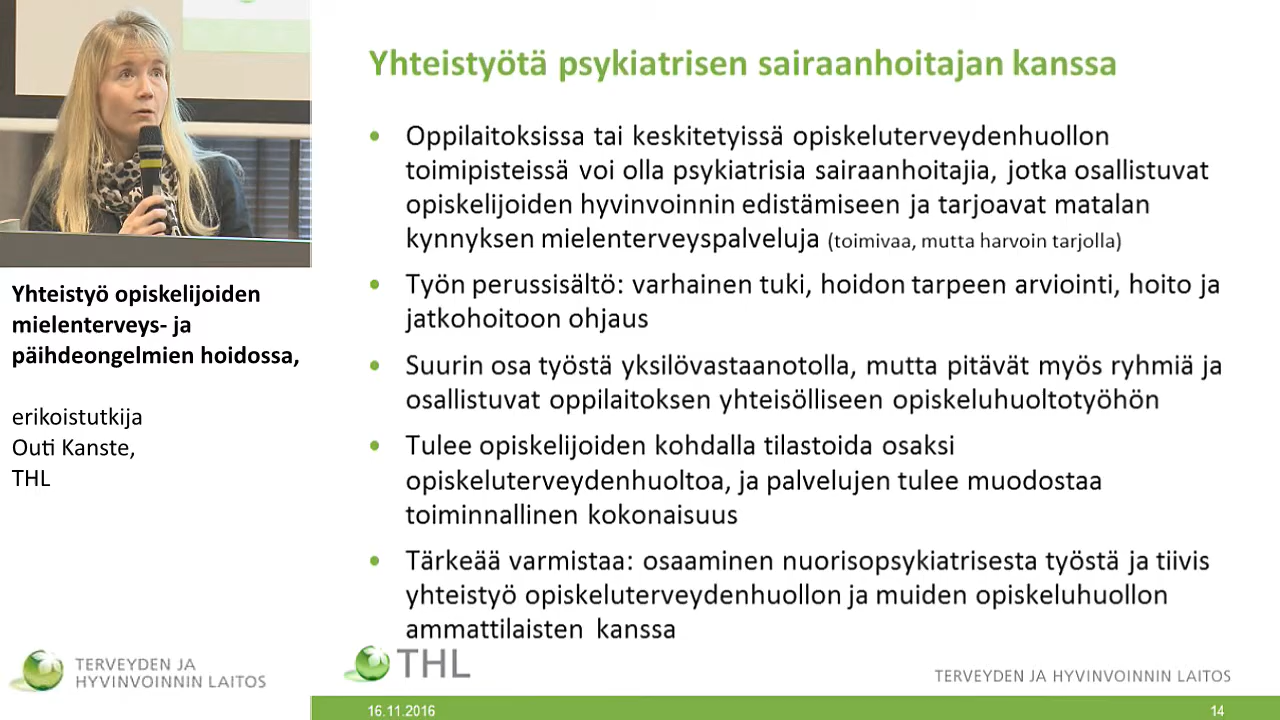 Yhteistyötä psykiatrisen sairaanhoitajan kanssa
• Oppilaitoksissa tai keskitetyissä opiskeluterveydenhuollon
toimipisteissä voi olla psykiatrisia sairaanhoitajia, jotka osallistuvat
opiskelijoiden hyvinvoinnin edistämiseen ja tarjoavat matalan
kynnyksen mielenterveyspalveluja (toimivaa, mutta harvoin tarjolla)
• Työn perussisältö: varhainen tuki, hoidon tarpeen arviointi, hoito ja
jatkohoitoon ohjaus
• Suurin osa työstä yksilövastaanotolla, mutta pitävät myös ryhmiä ja
osallistuvat oppilaitoksen yhteisölliseen opiskeluhuoltotyöhön
• Tulee opiskelijoiden kohdalla tilastoida osaksi
opiskeluterveydenhuoltoa, ja palvelujen tulee muodostaa
toiminnallinen kokonaisuus
• Tärkeää varmistaa: osaaminen nuorisopsykiatrisesta työstä ja tiivis
yhteistyö opiskeluterveydenhuollon ja muiden opiskeluhuollon
ammattilaisten kanssa
Yhteistyö opiskelijoiden
mielenterveys- ja
päihdeongelmien hoidossa,
erikoistutkija
Outi Kanste,
THL
TERVEYDEN JA
HYVINVOINNIN LAITOS
THL
TERVEYDEN JA HYVINVOINNIN LAITOS
16.11.2016
14